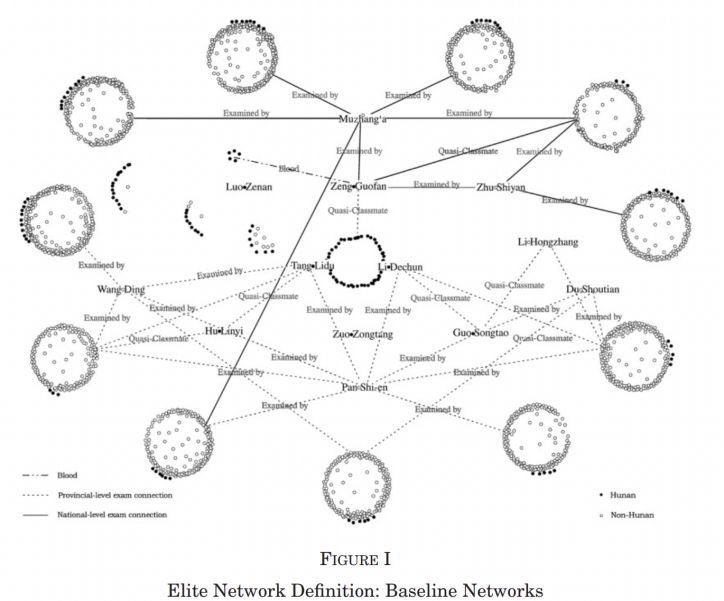 Examined by
Examined by
Examined by
Muzhang'a
Examined by
Examined by
Quasi-Classmate
Examined by
Blood
Luo Zenan
Zeng Guofan
Examined by
Zhu Shiyan
Examined by
Quasi-Classmate
Li Hongzhang
Examined by
Tang Lidu
Li Dechun
Examined by
Wang Ding
Quasi-Classmate
Quasi-Classmate
Quasi-Classmate
Du Shoutian
Examined by
Examined by
Examined by
Examined by
Examined by
Examined by
Quasi-Classmate
Hu Linyi
Zuo Zongtang
Guo Songtao
Quasi-Classmate
Examined by
Examined by
Examined by
Examined by
Pan Shi-en
Examined by
Examined by
Blood
Provincial-level exam connection
National-level exam connection
Hunan
Non-Hunan
FIGURE I
Elite Network Definition: Baseline Networks